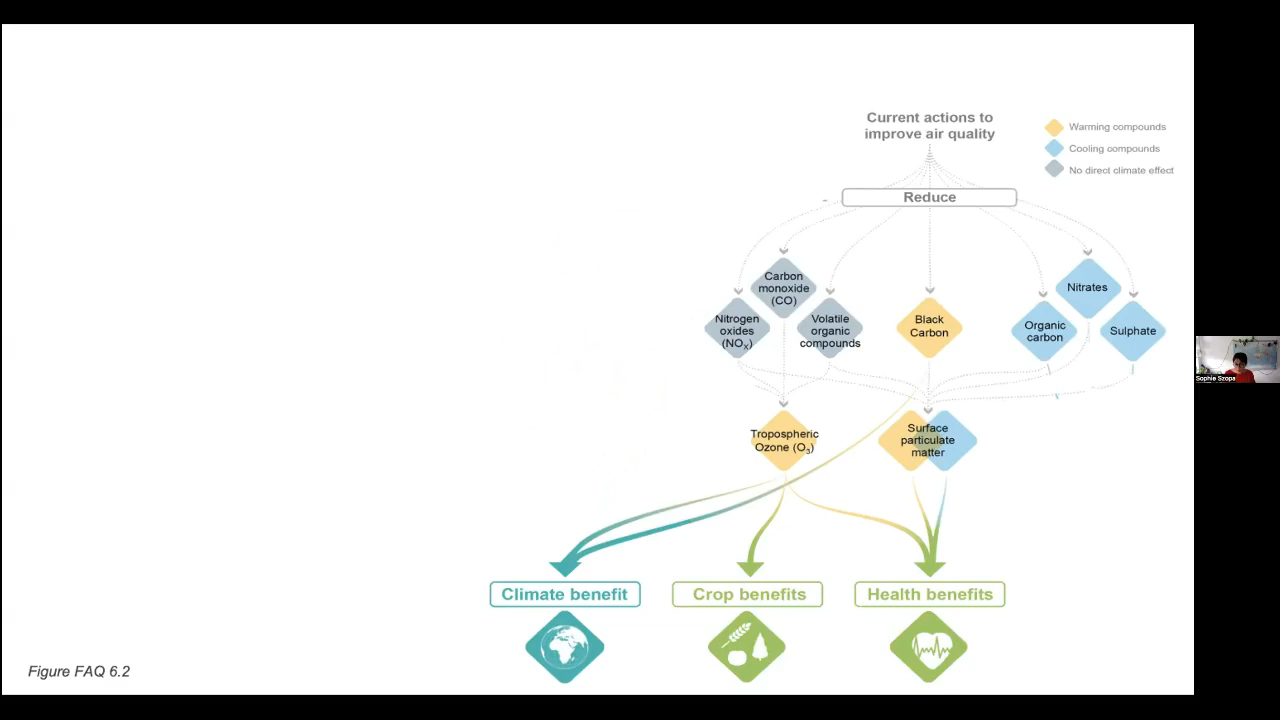 Current actions to
improve air quality
Warming compounds
Cooling compounds
No direct climate effect
Reduce
Carbon
monoxide
(CO)
Nitrogen
oxides
(NOX)
Volatile
organic
compounds
Black
Carbon
Organic
carbon
Nitrates
Sulphate
Tropospheric
Ozone (O3)
Surface
particulate
matter
Climate benefit
Crop benefits
Health benefits
Figure FAQ 6.2
Sophie Szopa